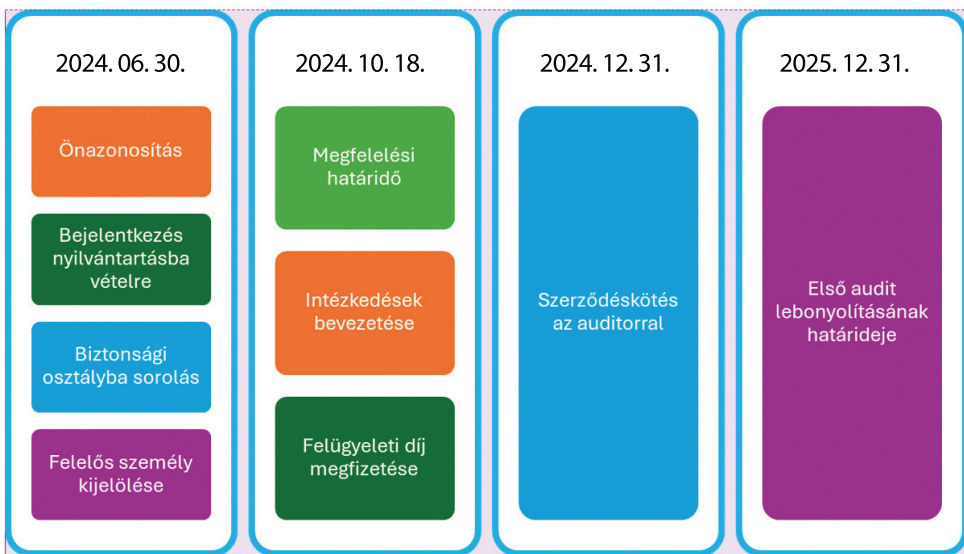 2024. 06. 30.
Önazonosítás
Bejelentkezés
nyilvántartásba
vételre
Biztonsági
osztályba sorolás
Felelős személy
kijelölése
2024. 10. 18.
Megfelelési
határidő
Intézkedések
bevezetése
Felügyeleti díj
megfizetése
2024. 12. 31.
Szerződéskötés
az auditorral
2025. 12. 31.
Első audit
lebonyolításának
határideje